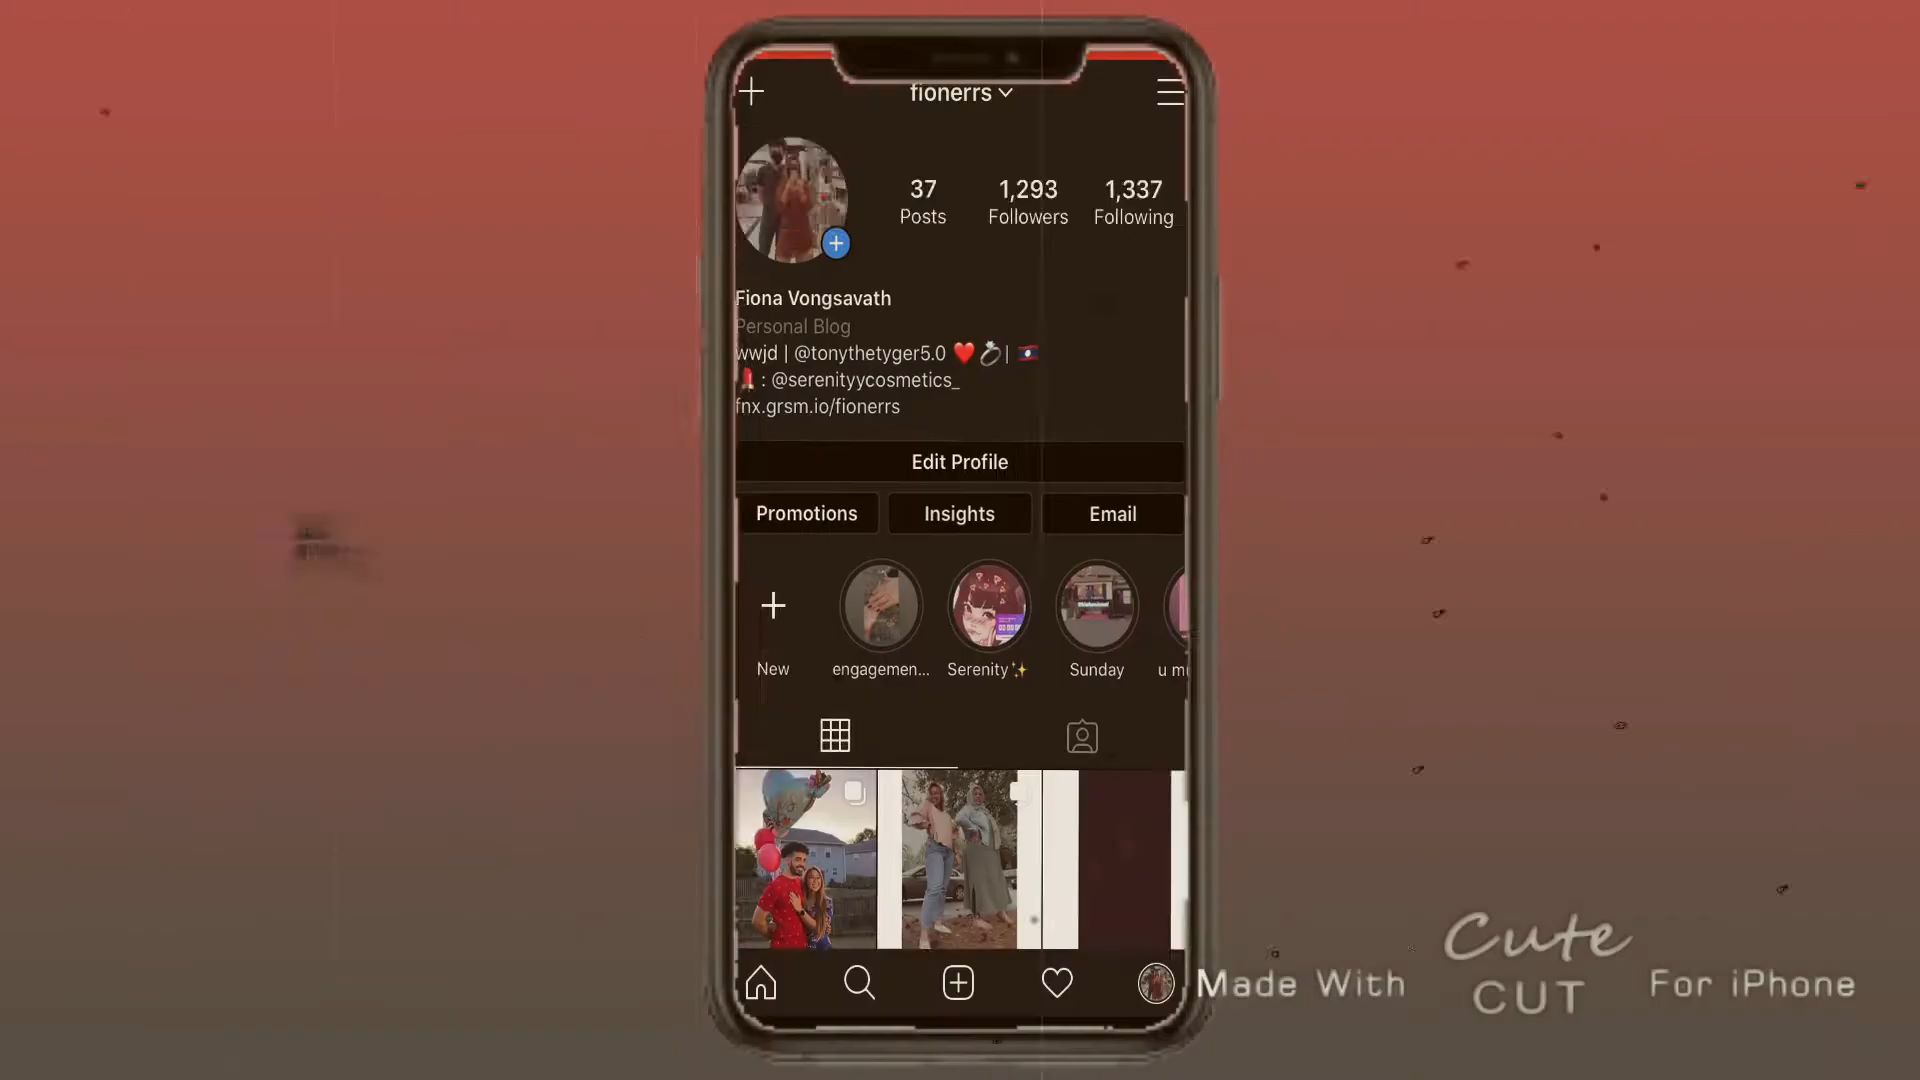 fionerrs
37
Posts
1,293
Followers
1,337
Following
Fiona Vongsavath
Personal Blog
wwjd | @tonythetyger5.0 ❤️💍| 🇱🇦
💄 : @serenityycosmetics_
fnx.grsm.io/fionerrs
Edit Profile
Promotions
Insights
Email
New
engagemen...
Serenity✨
Sunday
u m
Made With
Cute
CUT
For iPhone